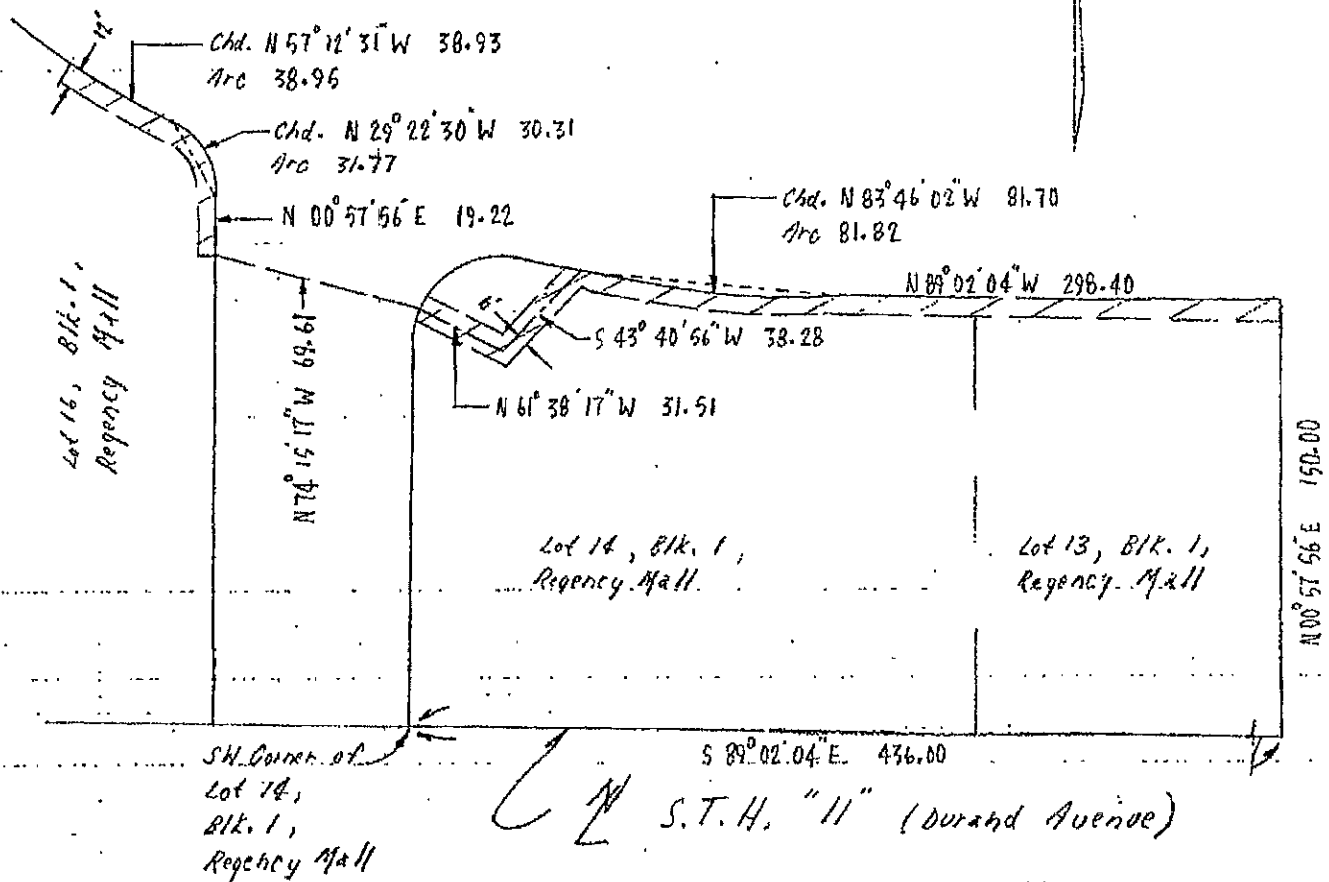 12'
Chd. N 57° 12' 31" W 38.93
Arc 38.96
Chd. N 29° 22' 30" W 30.31
Arc 31.77
N 00° 57' 56" E 19.22
Chd. N 83° 46' 02" W 81.70
Arc 81.82
N 89° 02' 04" W 298.40
6'
S 43° 40' 56" W 38.28
N 61° 38' 17" W 31.51
N 74° 15' 17" W 69.61
Lot 16, Blk. 1,
Regency Mall
Lot 14, Blk. 1,
Regency Mall
Lot 13, Blk. 1,
Regency Mall
N 00° 57' 56" E 150.00
S 89° 02' 04" E 436.00
SW Corner of
Lot 14,
Blk. 1,
Regency Mall
N
S.T.H. "11" (Durand Avenue)